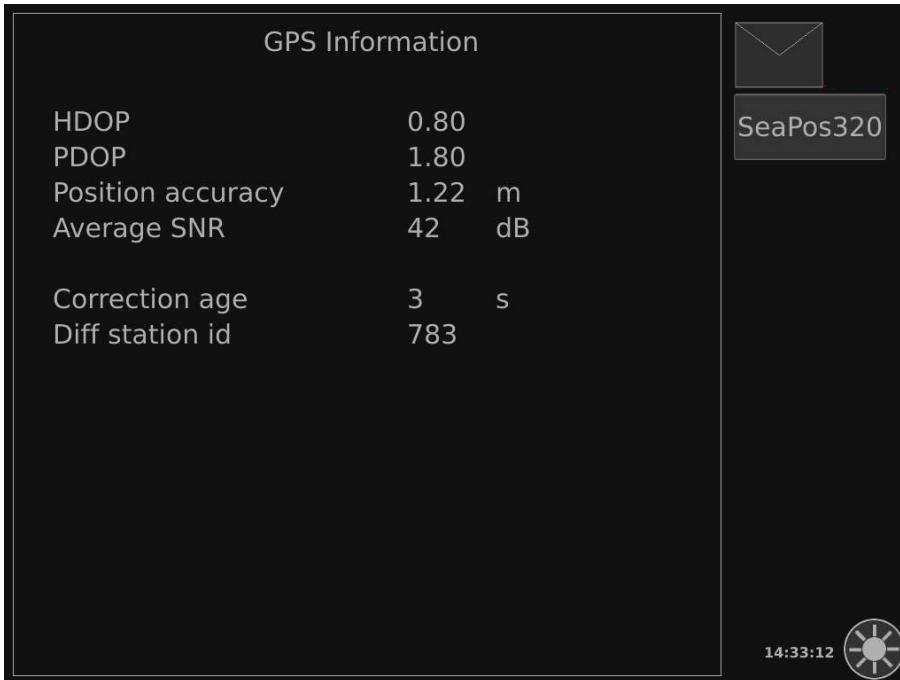 GPS Information
HDOP 0.80
PDOP 1.80
Position accuracy 1.22 m
Average SNR 42 dB
Correction age 3 s
Diff station id 783
SeaPos320
14:33:12